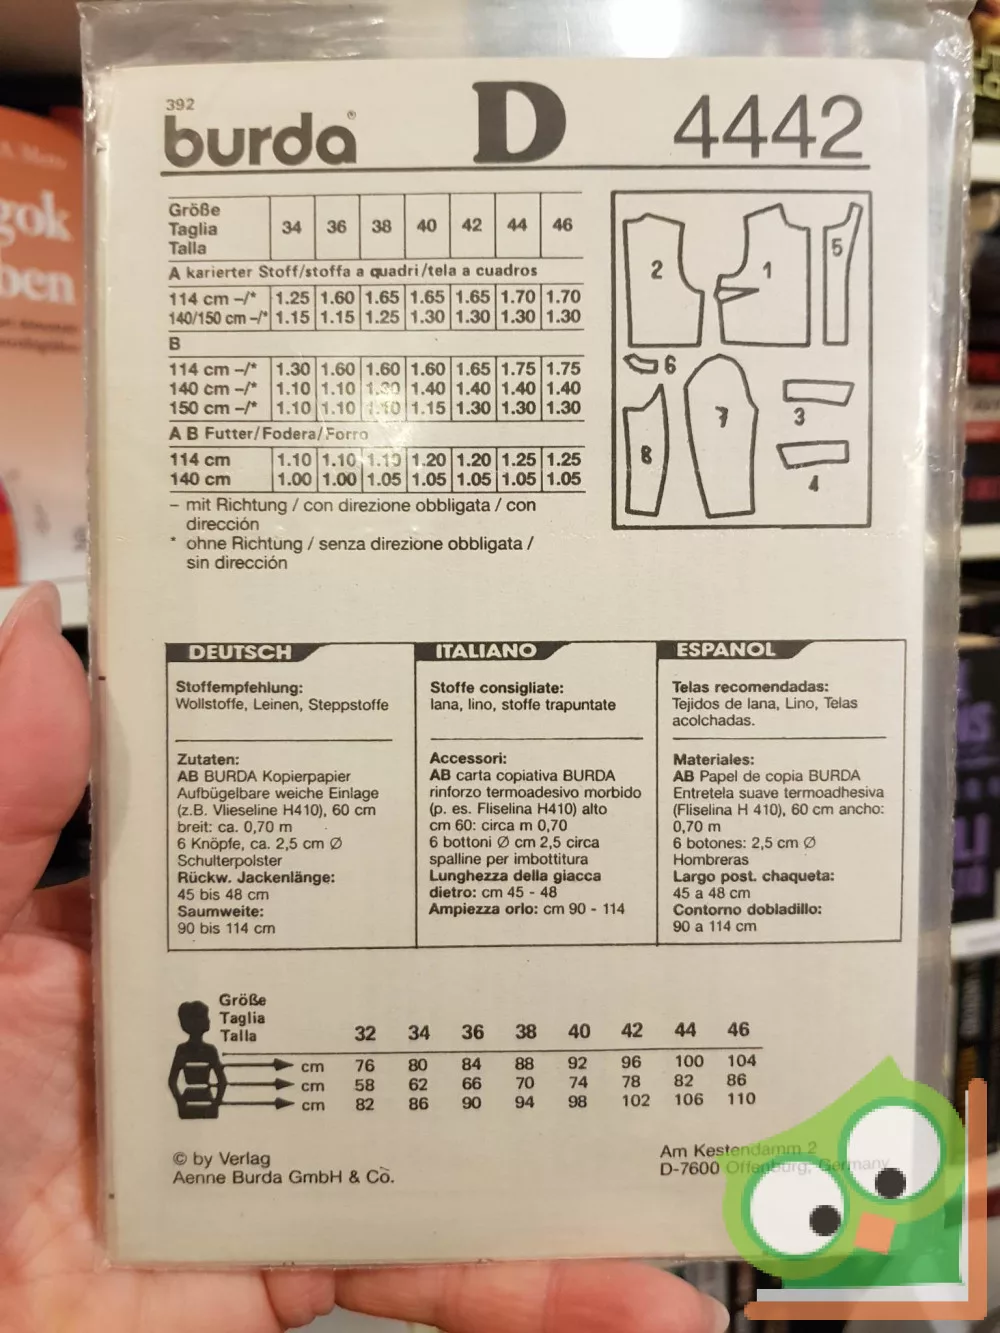 392
burda® D 4442
Größe
Taglia
Talla
34 36 38 40 42 44 46
A karierter Stoff/stoffa a quadri/tela a cuadros
114 cm –/* 1.25 1.60 1.65 1.65 1.65 1.70 1.70
140/150 cm –/* 1.15 1.15 1.25 1.30 1.30 1.30 1.30
B
114 cm –/* 1.30 1.60 1.60 1.60 1.65 1.75 1.75
140 cm –/* 1.10 1.10 1.40 1.40 1.40 1.40
150 cm –/* 1.10 1.10 1.10 1.15 1.30 1.30 1.30
A B Futter/Fodera/Forro
114 cm 1.10 1.10 1.10 1.20 1.20 1.25 1.25
140 cm 1.00 1.00 1.05 1.05 1.05 1.05 1.05
– mit Richtung / con direzione obbligata / con
dirección
* ohne Richtung / senza direzione obbligata /
sin dirección
2 1 5
6
7 3
8 4
DEUTSCH
Stoffempfehlung:
Wollstoffe, Leinen, Steppstoffe
Zutaten:
AB BURDA Kopierpapier
Aufbügelbare weiche Einlage
(z.B. Vlieseline H410), 60 cm
breit: ca. 0,70 m
6 Knöpfe, ca. 2,5 cm Ø
Schulterpolster
Rückw. Jackenlänge:
45 bis 48 cm
Saumweite:
90 bis 114 cm
ITALIANO
Stoffe consigliate:
lana, lino, stoffe trapuntate
Accessori:
AB carta copiativa BURDA
rinforzo termoadesivo morbido
(p. es. Fliselina H410) alto
cm 60: circa m 0,70
6 bottoni Ø cm 2,5 circa
spalline per imbottitura
Lunghezza della giacca
dietro: cm 45 - 48
Ampiezza orlo: cm 90 - 114
ESPANOL
Telas recomendadas:
Tejidos de lana, Lino, Telas
acolchadas.
Materiales:
AB Papel de copia BURDA
Entretela suave termoadhesiva
(Fliselina H 410), 60 cm ancho:
0,70 m
6 botones: 2,5 cm Ø
Hombreras
Largo post. chaqueta:
45 a 48 cm
Contorno dobladillo:
90 a 114 cm
Größe
Taglia
Talla 32 34 36 38 40 42 44 46
cm 76 80 84 88 92 96 100 104
cm 58 62 66 70 74 78 82 86
cm 82 86 90 94 98 102 106 110
© by Verlag
Aenne Burda GmbH & Co.
Am Kestendamm 2
D-7600 Offenburg, Germany
gok
ben